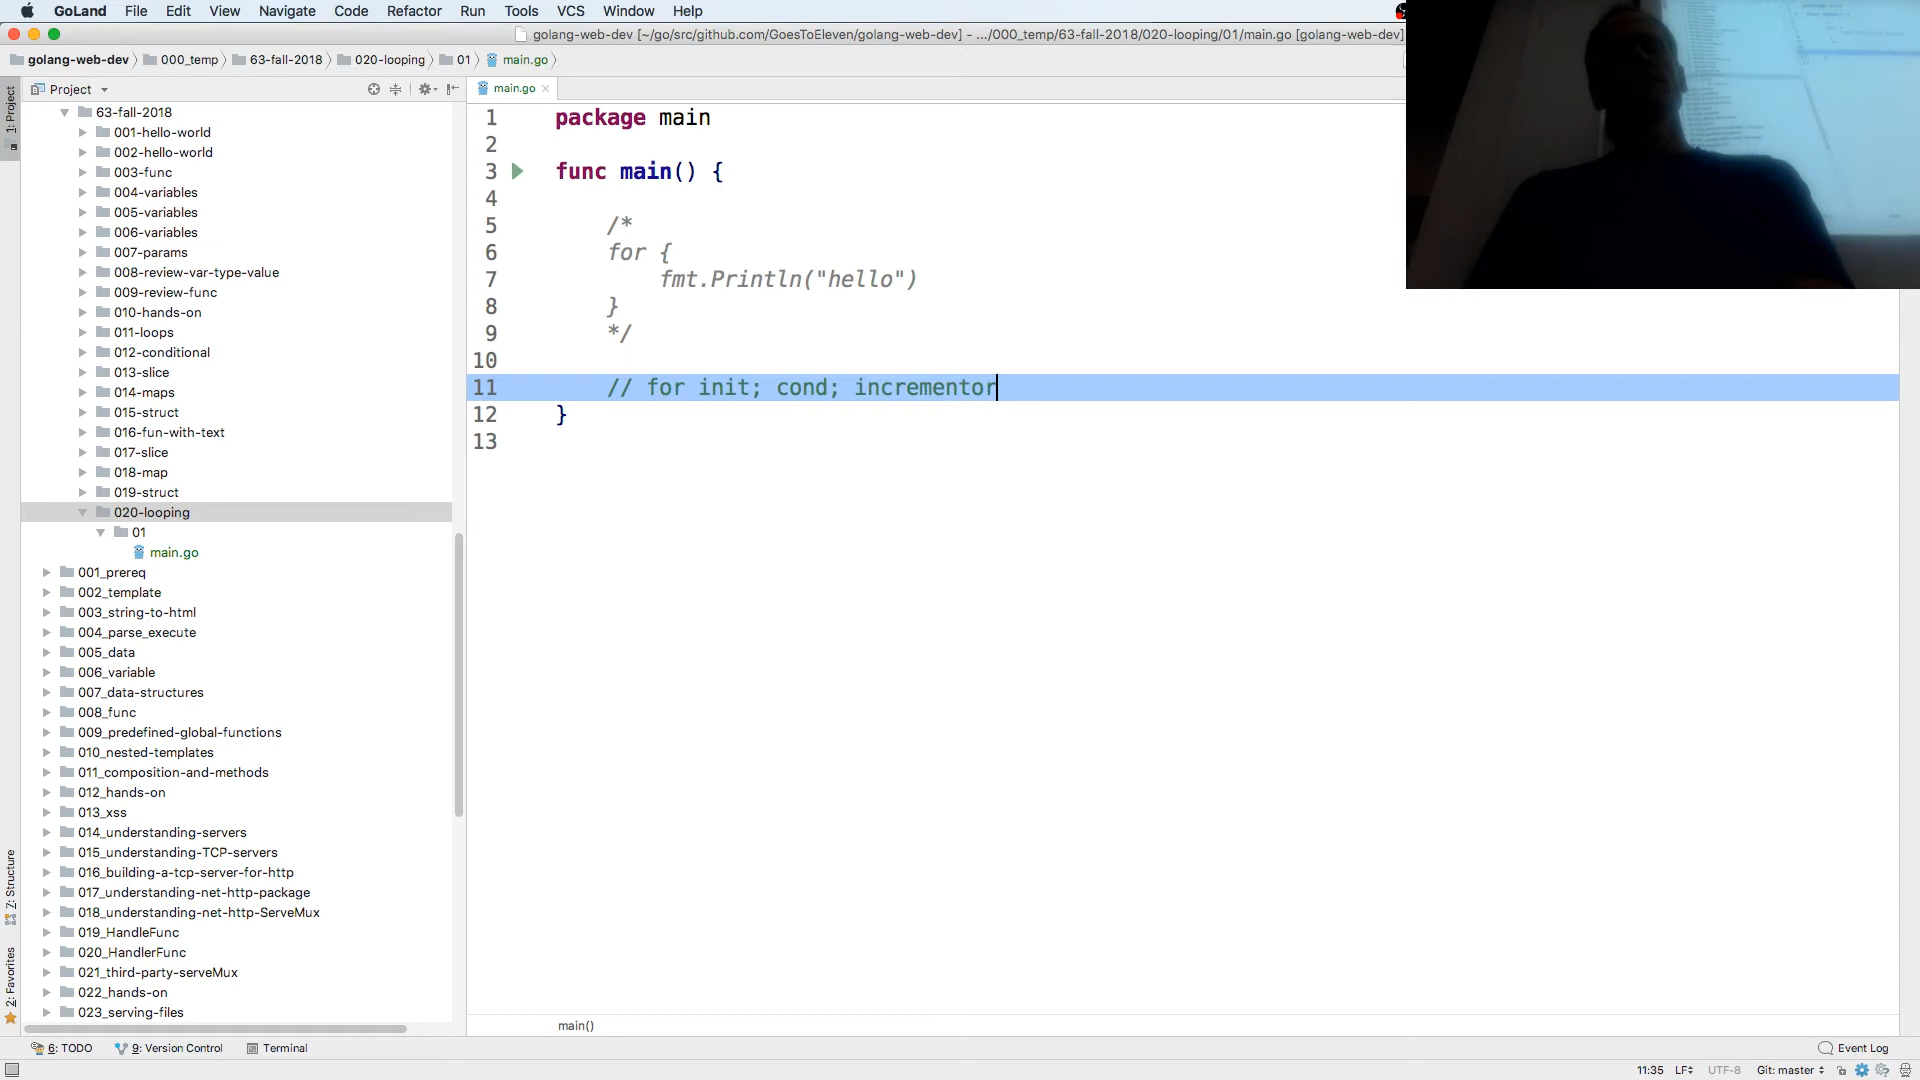 GoLand File Edit View Navigate Code Refactor Run Tools VCS Window Help
golang-web-dev [~/go/src/github.com/GoesToEleven/golang-web-dev] - .../000_temp/63-fall-2018/020-looping/01/main.go [golang-web-dev]
golang-web-dev 000_temp 63-fall-2018 020-looping 01 main.go
Project
main.go
1: Project
63-fall-2018
001-hello-world
002-hello-world
003-func
004-variables
005-variables
006-variables
007-params
008-review-var-type-value
009-review-func
010-hands-on
011-loops
012-conditional
013-slice
014-maps
015-struct
016-fun-with-text
017-slice
018-map
019-struct
020-looping
01
main.go
001_prereq
002_template
003_string-to-html
004_parse_execute
005_data
006_variable
007_data-structures
008_func
009_predefined-global-functions
010_nested-templates
011_composition-and-methods
012_hands-on
013_xss
014_understanding-servers
015_understanding-TCP-servers
016_building-a-tcp-server-for-http
017_understanding-net-http-package
018_understanding-net-http-ServeMux
019_HandleFunc
020_HandlerFunc
021_third-party-serveMux
022_hands-on
023_serving-files
7: Structure
2: Favorites
1 package main
2
3 func main() {
4
5 /*
6 for {
7 fmt.Println("hello")
8 }
9 */
10
11 // for init; cond; incrementor
12 }
13
main()
6: TODO 9: Version Control Terminal Event Log
11:35 LF UTF-8 Git: master